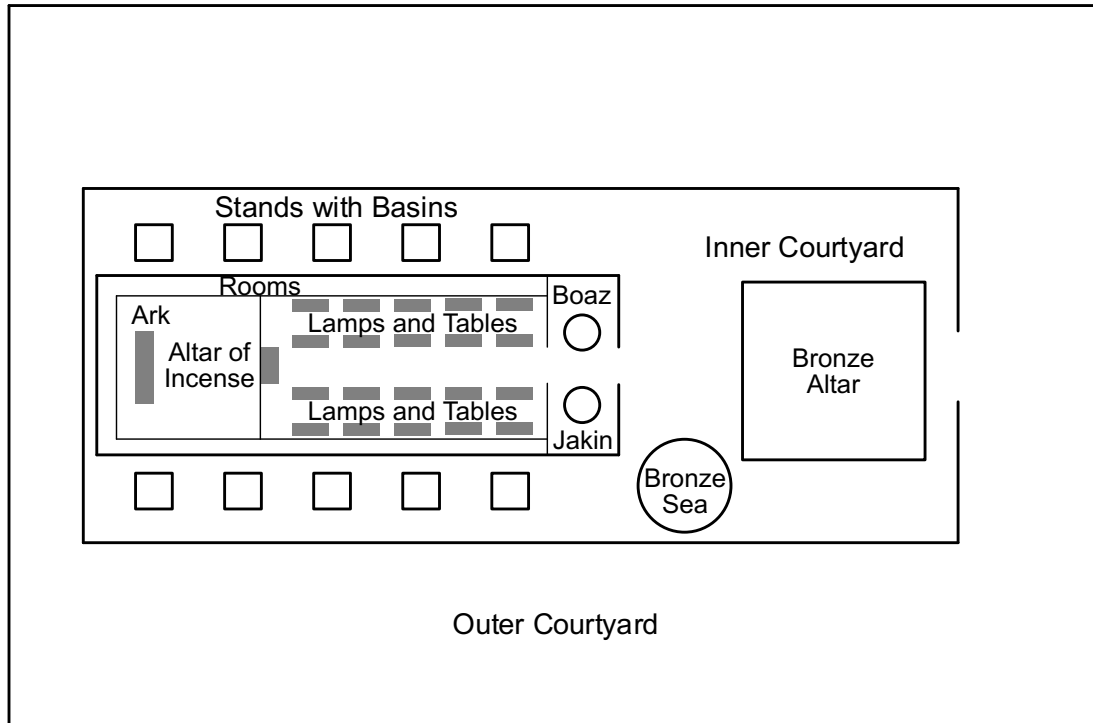 Stands with Basins
Inner Courtyard
Rooms
Boaz
Ark
Lamps and Tables
Altar of
Incense
Bronze
Altar
Lamps and Tables
Jakin
Bronze
Sea
Outer Courtyard